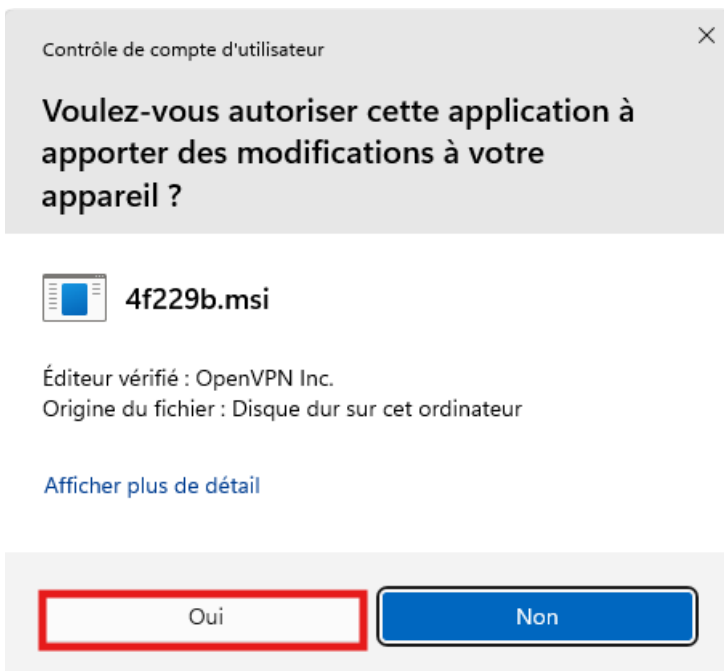 Contrôle de compte d'utilisateur
Voulez-vous autoriser cette application à
apporter des modifications à votre
appareil ?
4f229b.msi
Éditeur vérifié : OpenVPN Inc.
Origine du fichier : Disque dur sur cet ordinateur
Afficher plus de détail
Oui
Non